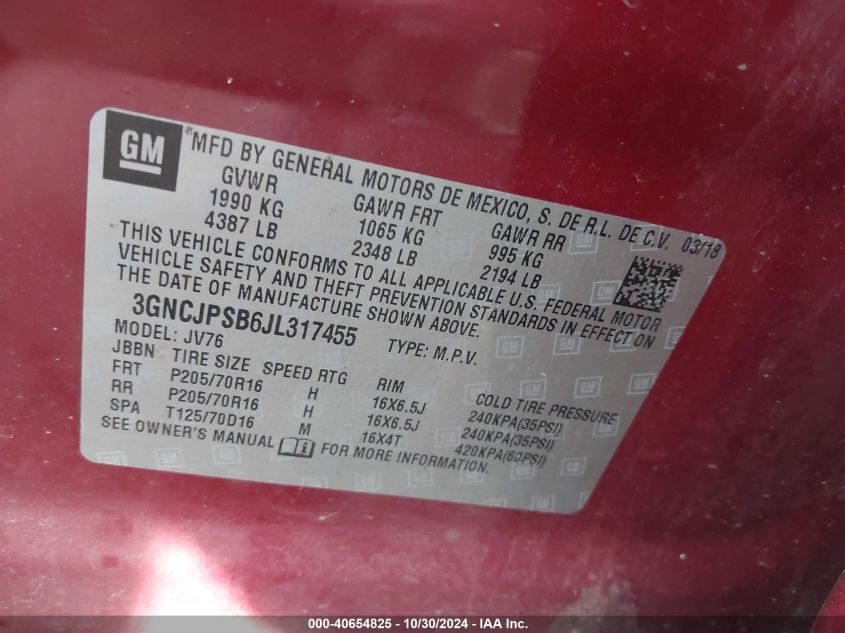 GM
®MFD BY GENERAL MOTORS DE MEXICO, S. DE R.L. DE C.V. 03/18
GVWR GAWR FRT GAWR RR
1990 KG 1065 KG 995 KG
4387 LB 2348 LB 2194 LB
THIS VEHICLE CONFORMS TO ALL APPLICABLE U.S. FEDERAL MOTOR
VEHICLE SAFETY AND THEFT PREVENTION STANDARDS IN EFFECT ON
THE DATE OF MANUFACTURE SHOWN ABOVE.
3GNCJPSB6JL317455 TYPE: M.P.V.
MODEL: JV76
JBBN TIRE SIZE SPEED RTG RIM COLD TIRE PRESSURE
FRT P205/70R16 H 16X6.5J 240KPA(35PSI)
RR P205/70R16 H 16X6.5J 240KPA(35PSI)
SPA T125/70D16 M 16X4T 420KPA(60PSI)
SEE OWNER'S MANUAL FOR MORE INFORMATION.
000-40654825 | 10/30/2024 - IAA Inc.